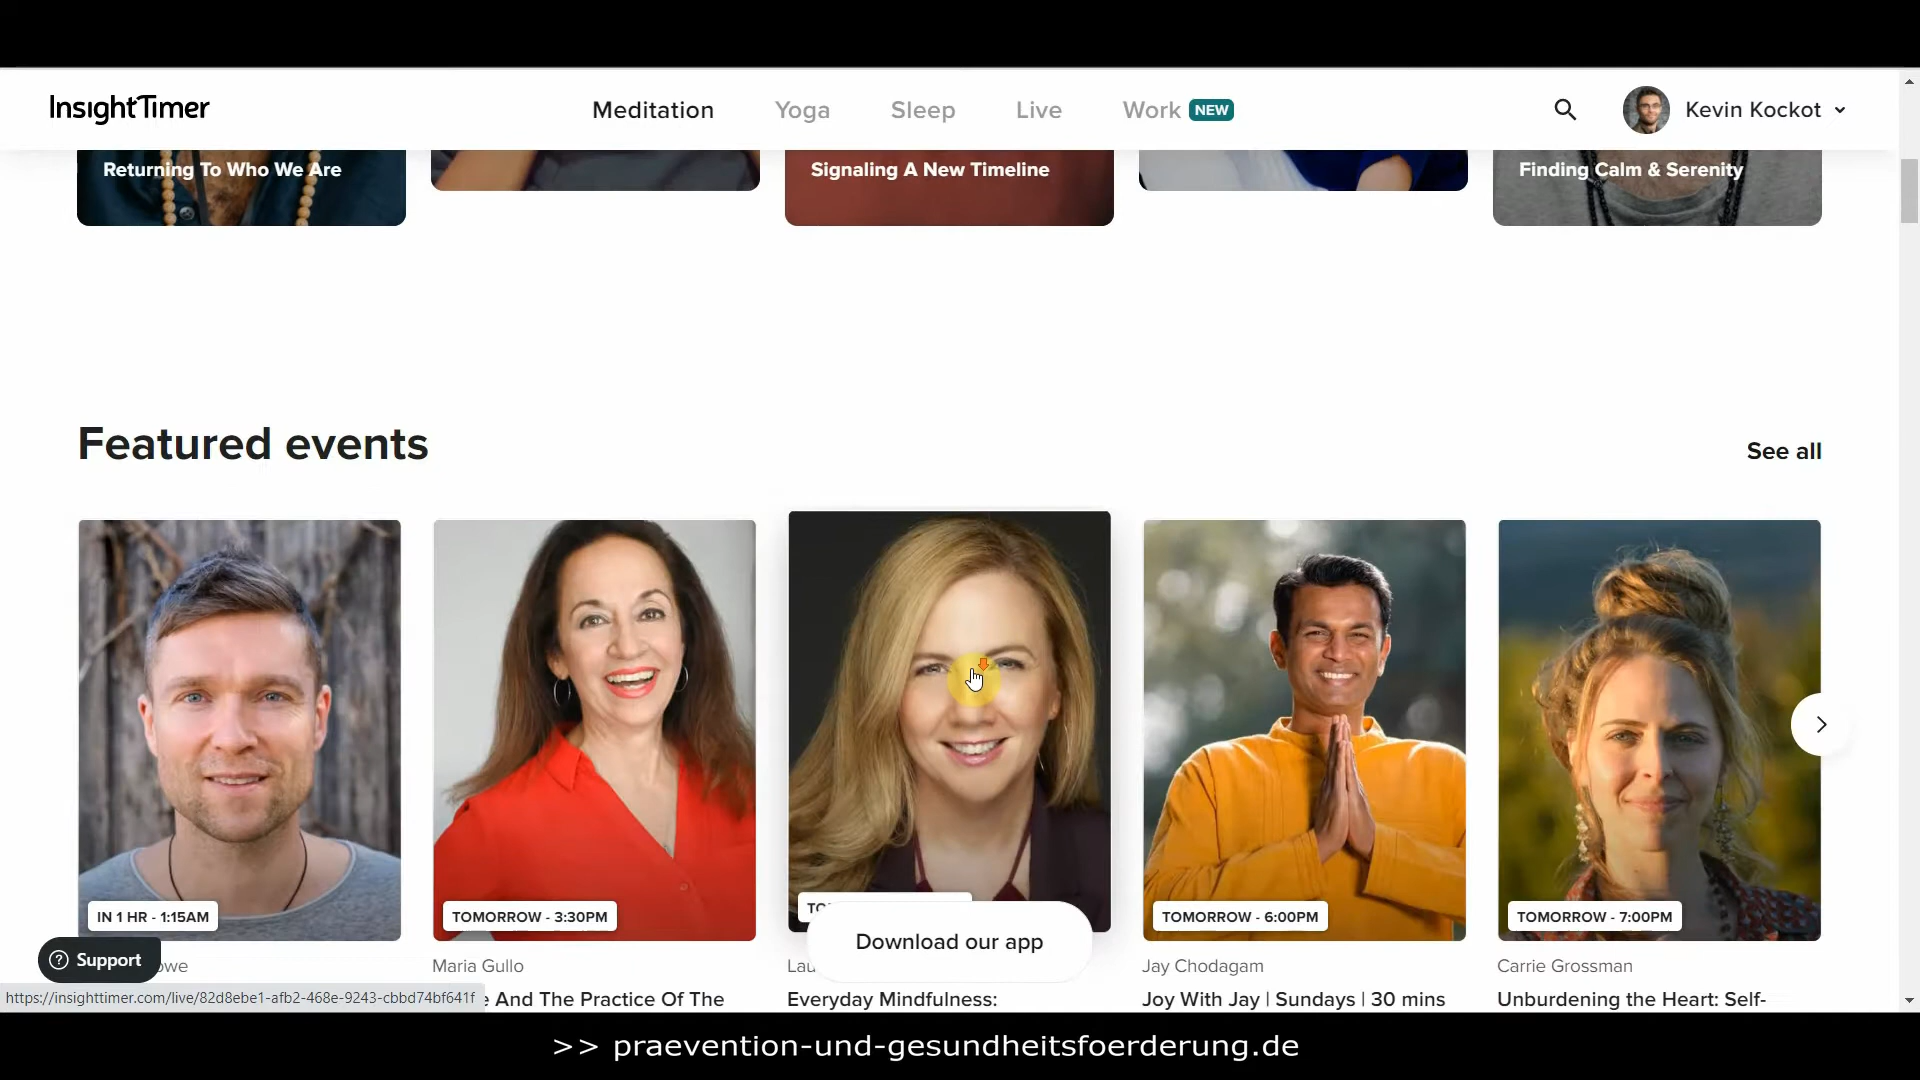 InsightTimer
Meditation
Yoga
Sleep
Live
Work NEW
Kevin Kockot
Returning To Who We Are
Signaling A New Timeline
Finding Calm & Serenity
Featured events
See all
IN 1 HR - 1:15AM
TOMORROW - 3:30PM
TOMORROW - 6:00PM
TOMORROW - 7:00PM
Download our app
Support
Maria Gullo
Jay Chodagam
Carrie Grossman
And The Practice Of The
Everyday Mindfulness:
Joy With Jay | Sundays | 30 mins
Unburdening the Heart: Self-
https://insighttimer.com/live/82d8ebe1-afb2-468e-9243-cbbd74bf641f
>> praevention-und-gesundheitsfoerderung.de